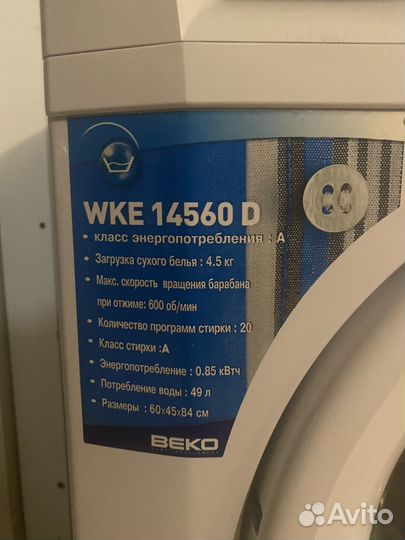 WKE 14560 D
• класс энергопотребления : А
• Загрузка сухого белья : 4.5 кг
• Макс. скорость вращения барабана
при отжиме: 600 об/мин
• Количество программ стирки : 20
• Класс стирки :А
• Энергопотребление : 0.85 кВтч
• Потребление воды : 49 л
• Размеры : 60х45х84 см
BEKO
Avito